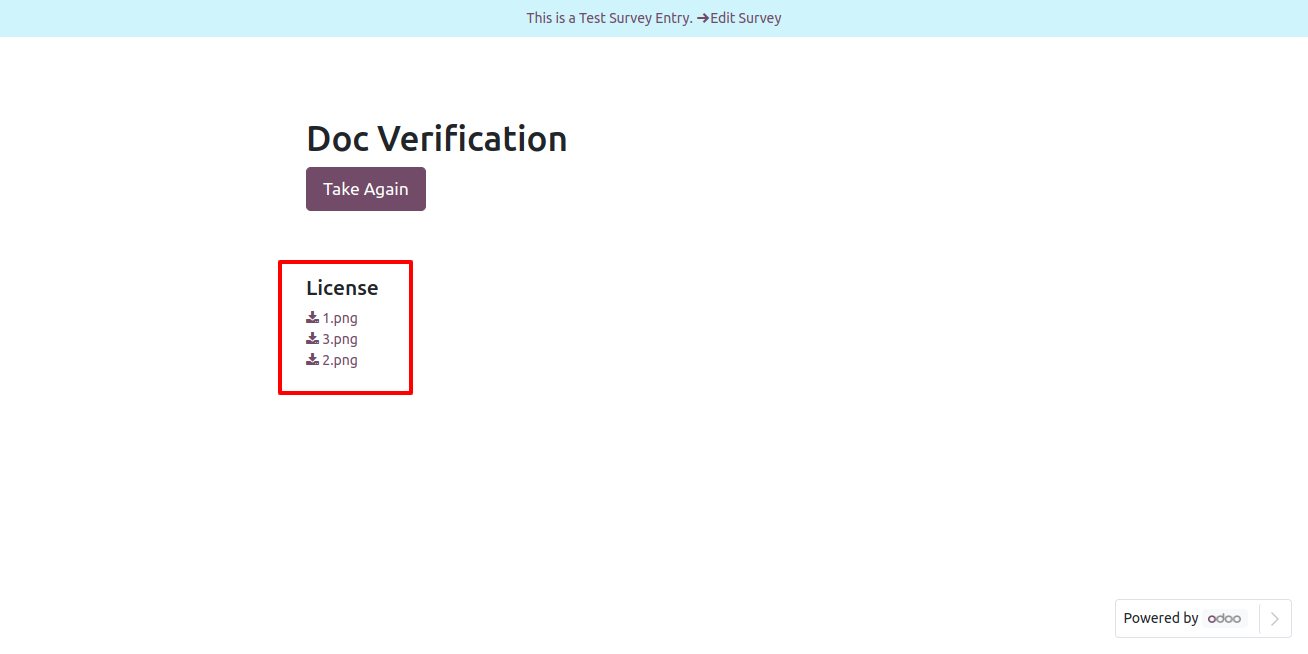 This is a Test Survey Entry. →Edit Survey
Doc Verification
Take Again
License
1.png
3.png
2.png
Powered by odoo